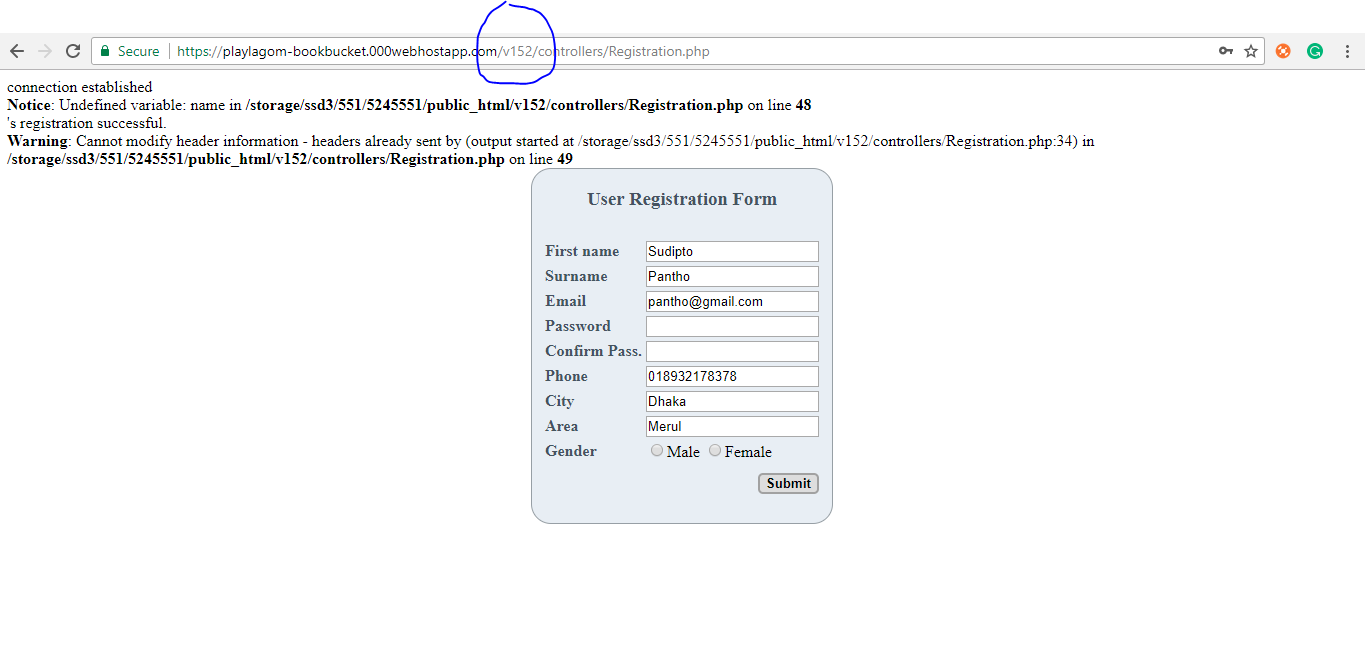 Secure https://playlagom-bookbucket.000webhostapp.com/v152/controllers/Registration.php
connection established
Notice: Undefined variable: name in /storage/ssd3/551/5245551/public_html/v152/controllers/Registration.php on line 48
's registration successful.
Warning: Cannot modify header information - headers already sent by (output started at /storage/ssd3/551/5245551/public_html/v152/controllers/Registration.php:34) in
/storage/ssd3/551/5245551/public_html/v152/controllers/Registration.php on line 49
User Registration Form
First name Sudipto
Surname Pantho
Email pantho@gmail.com
Password
Confirm Pass.
Phone 018932178378
City Dhaka
Area Merul
Gender Male Female
Submit